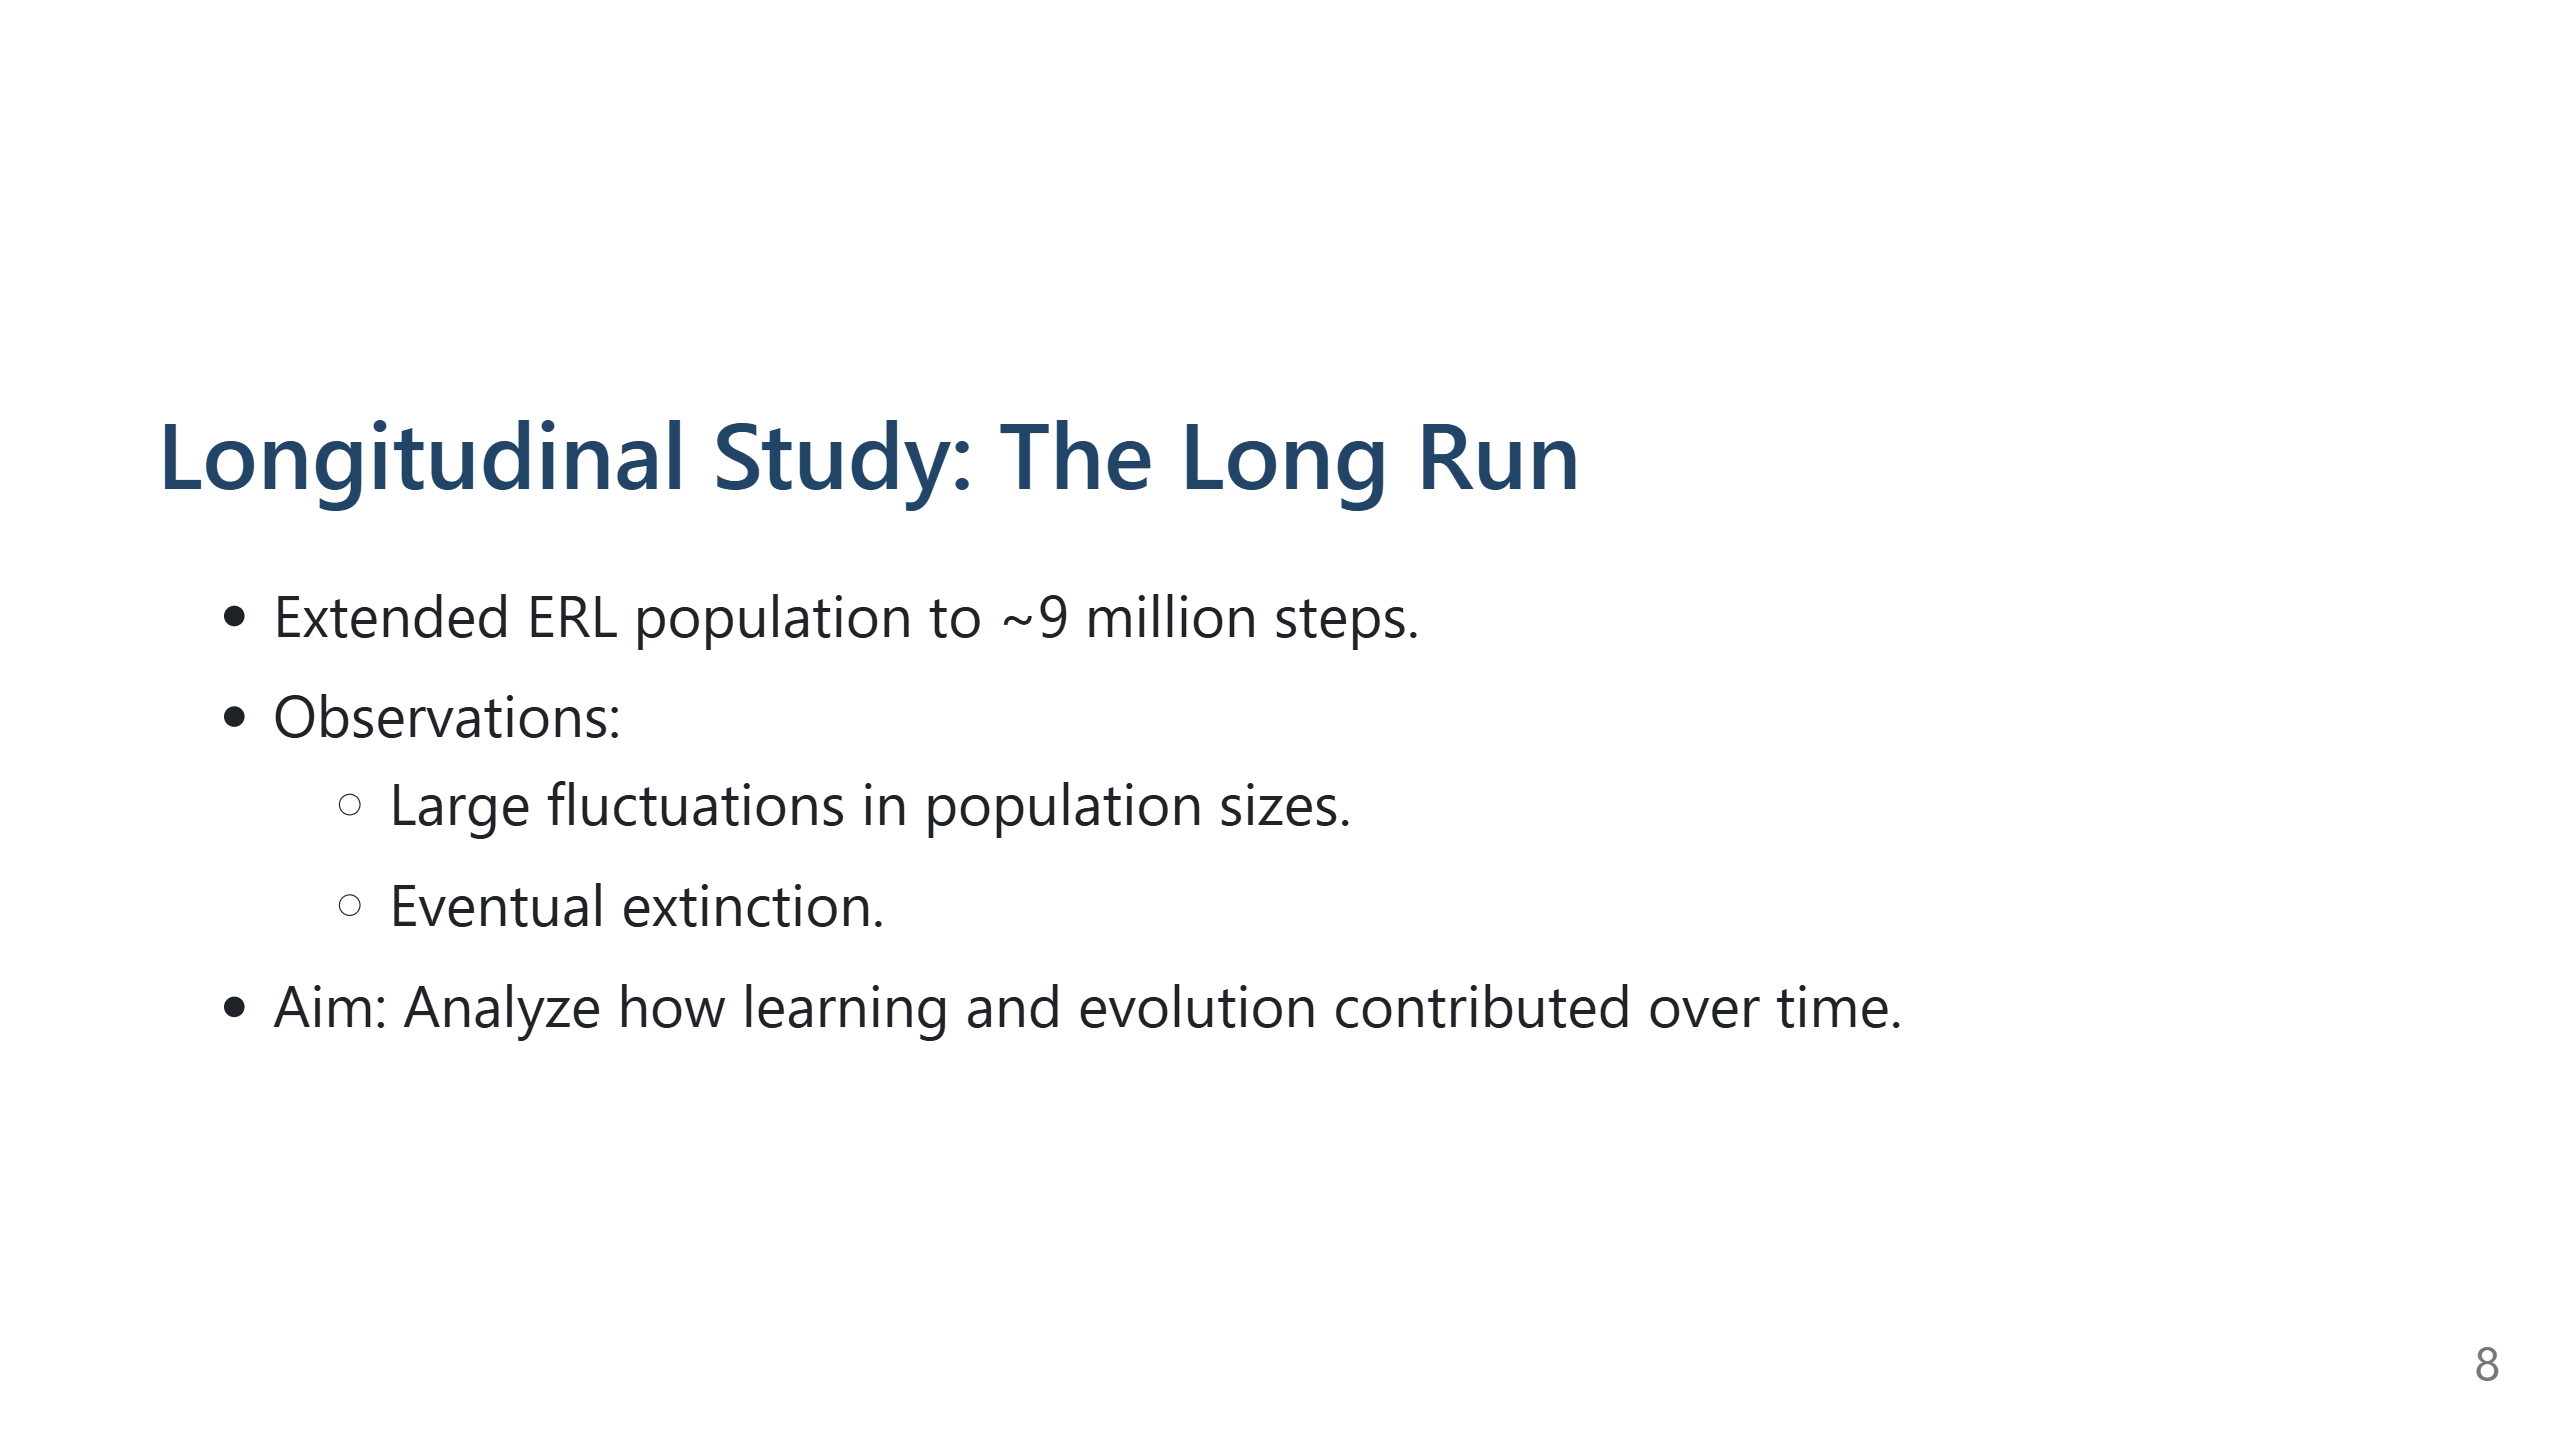 Longitudinal Study: The Long Run
• Extended ERL population to ~9 million steps.
• Observations:
○ Large fluctuations in population sizes.
○ Eventual extinction.
• Aim: Analyze how learning and evolution contributed over time.
8